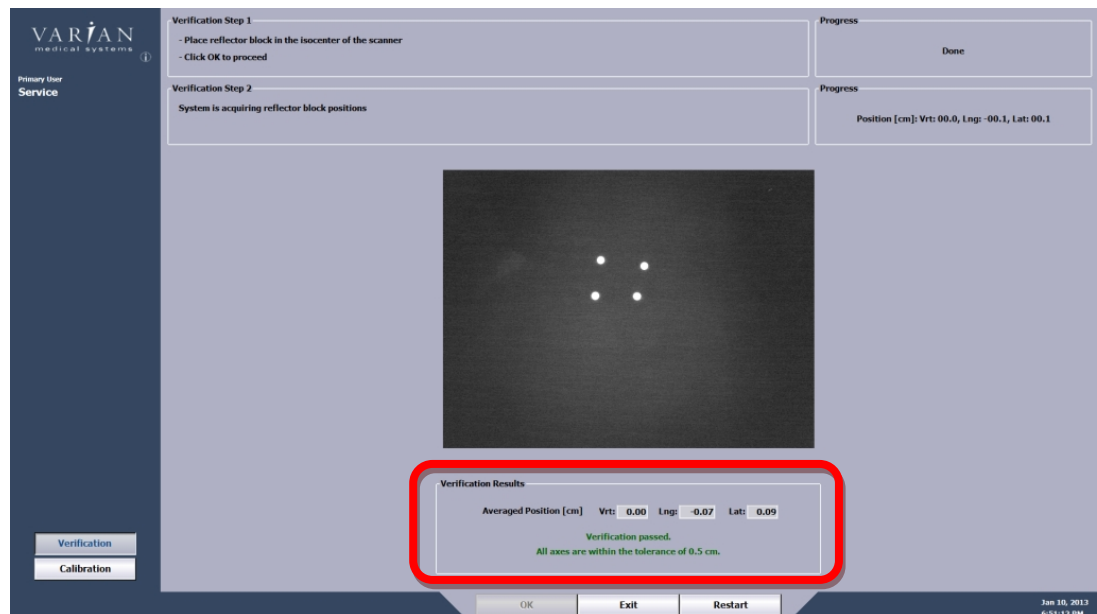 VARIAN
medical systems
Primary User
Service
Verification Step 1
- Place reflector block in the isocenter of the scanner
- Click OK to proceed
Progress
Done
Verification Step 2
System is acquiring reflector block positions
Progress
Position [cm]: Vrt: 00.0, Lng: -00.1, Lat: 00.1
Verification Results
Averaged Position [cm] Vrt: 0.00 Lng: -0.07 Lat: 0.09
Verification passed.
All axes are within the tolerance of 0.5 cm.
Verification
Calibration
OK Exit Restart
Jan 10, 2013
6:51:12 PM